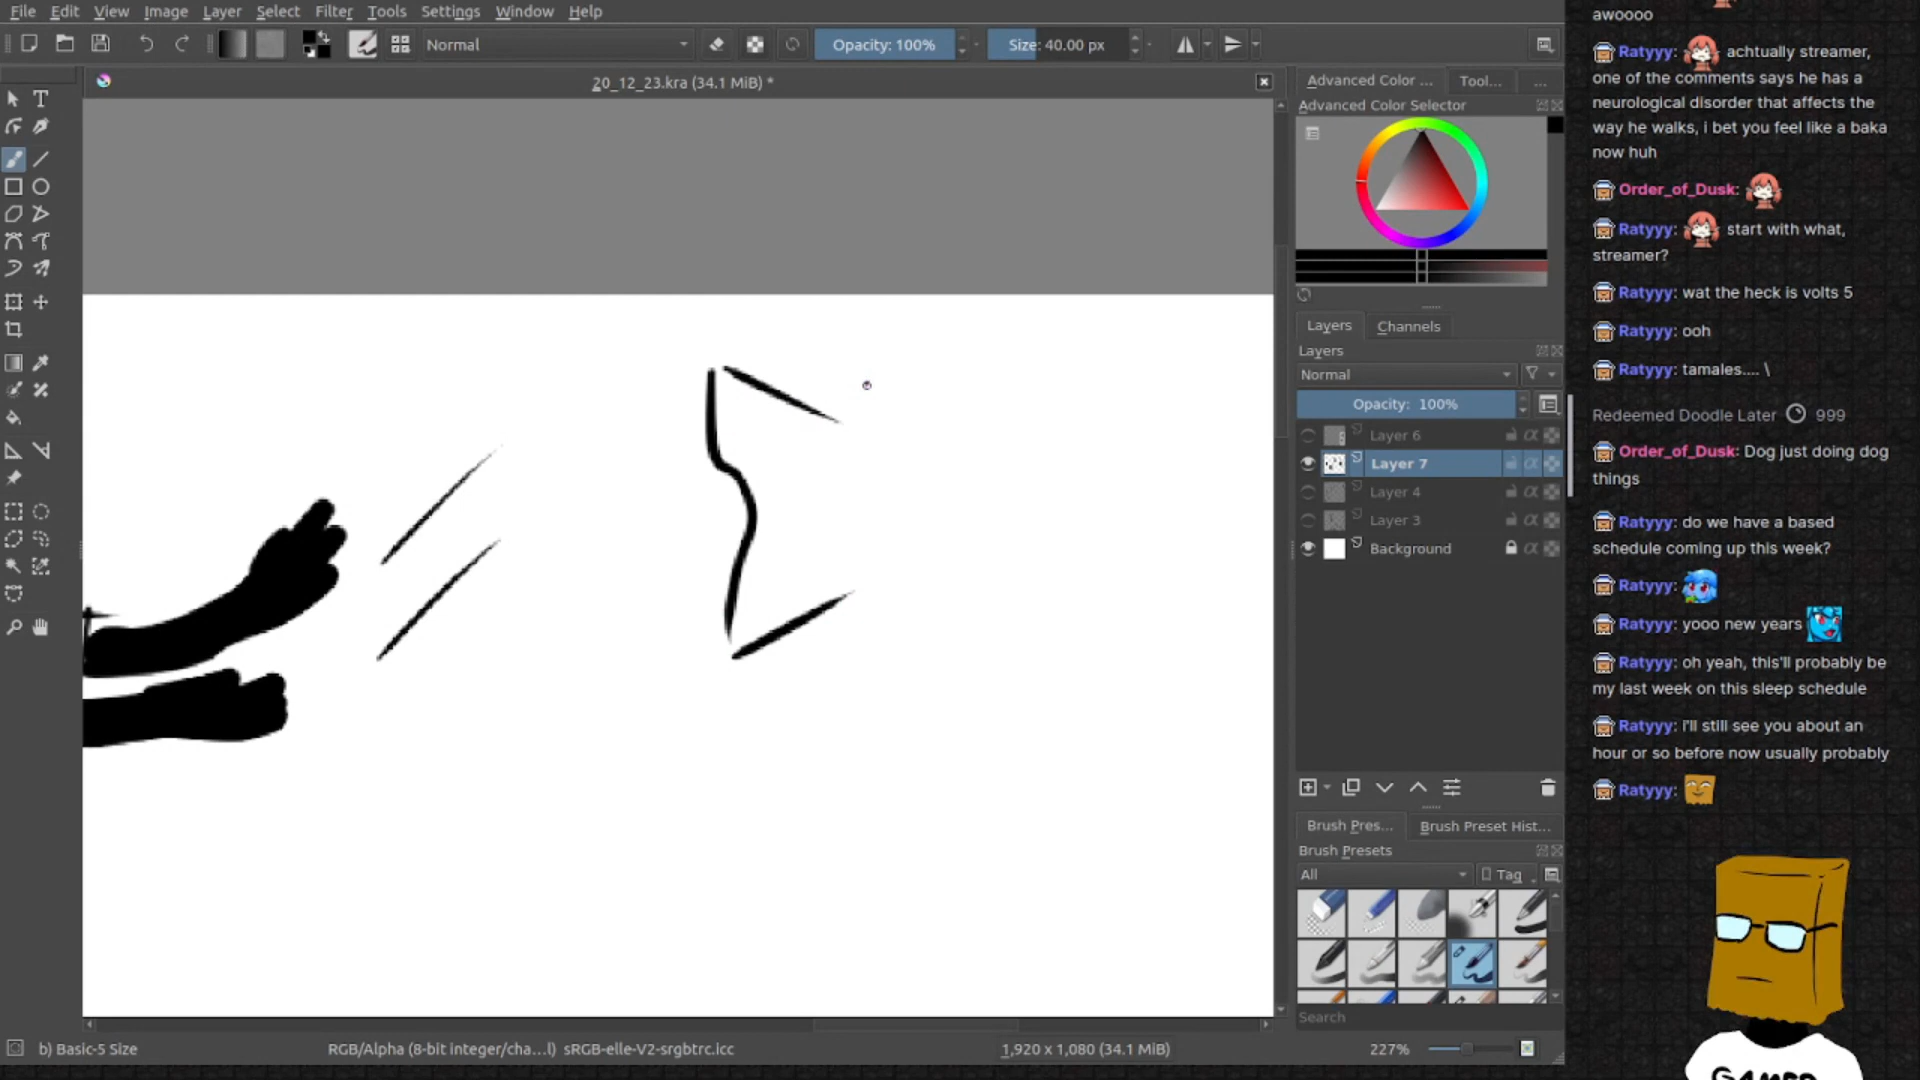 File Edit View Image Layer Select Filter Tools Settings Window Help
Normal
Opacity: 100%
Size: 40.00 px
20_12_23.kra (34.1 MiB) *
Advanced Color ...
Tool...
...
Advanced Color Selector
Layers
Channels
Layers
Normal
Opacity: 100%
Layer 6
Layer 7
Layer 4
Layer 3
Background
Brush Pres...
Brush Preset Hist...
Brush Presets
All
Tag
Search
b) Basic-5 Size
RGB/Alpha (8-bit integer/cha...l) sRGB-elle-V2-srgbtrc.icc
1,920 x 1,080 (34.1 MiB)
227%
awoooo
Ratyyy: achtually streamer,
one of the comments says he has a
neurological disorder that affects the
way he walks, i bet you feel like a baka
now huh
Order_of_Dusk:
Ratyyy: start with what,
streamer?
Ratyyy: wat the heck is volts 5
Ratyyy: ooh
Ratyyy: tamales.... \
Redeemed Doodle Later 999
Order_of_Dusk: Dog just doing dog
things
Ratyyy: do we have a based
schedule coming up this week?
Ratyyy:
Ratyyy: yooo new years
Ratyyy: oh yeah, this'll probably be
my last week on this sleep schedule
Ratyyy: i'll still see you about an
hour or so before now usually probably
Ratyyy:
GAMER